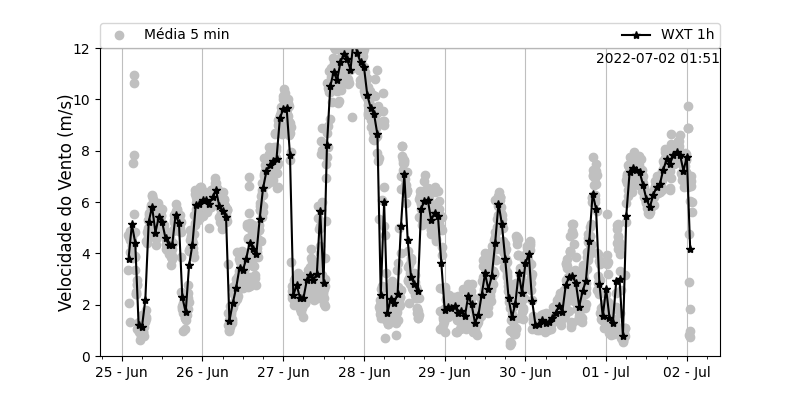 Média 5 min
WXT 1h
2022-07-02 01:51
Velocidade do Vento (m/s)
12
10
8
6
4
2
0
25 - Jun
26 - Jun
27 - Jun
28 - Jun
29 - Jun
30 - Jun
01 - Jul
02 - Jul